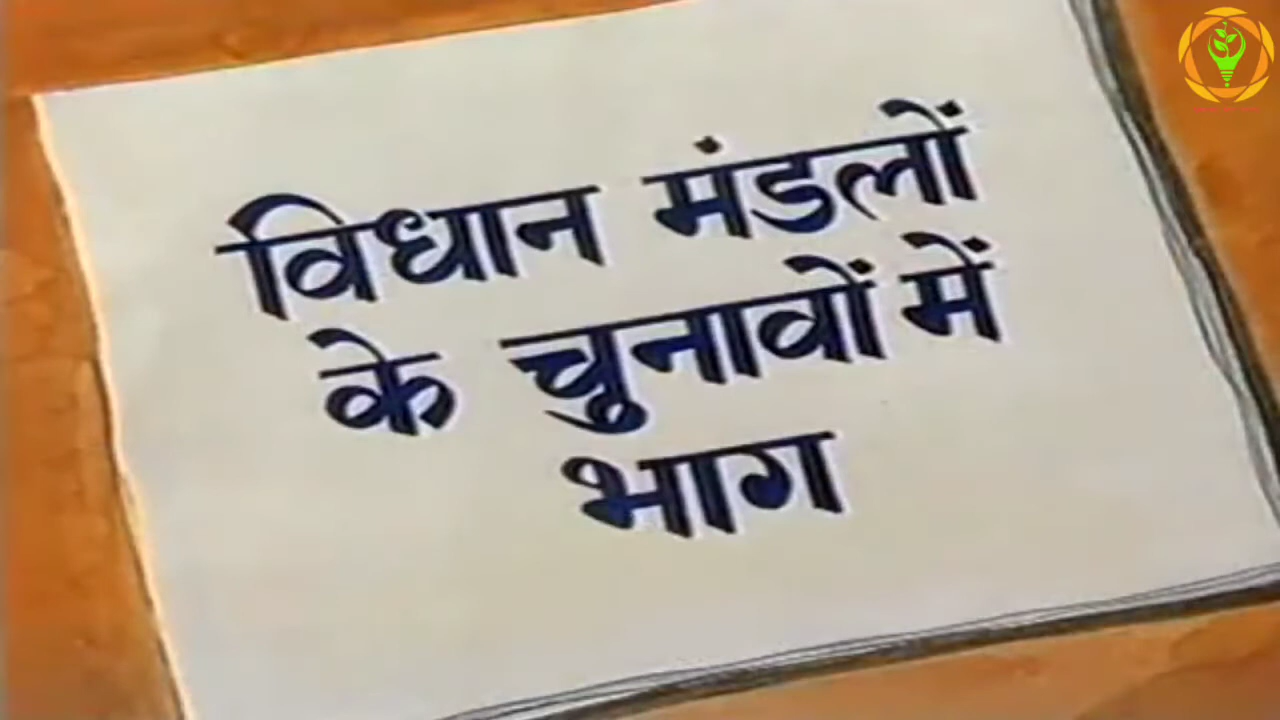 विधान मंडलों
के चुनावों में
भाग